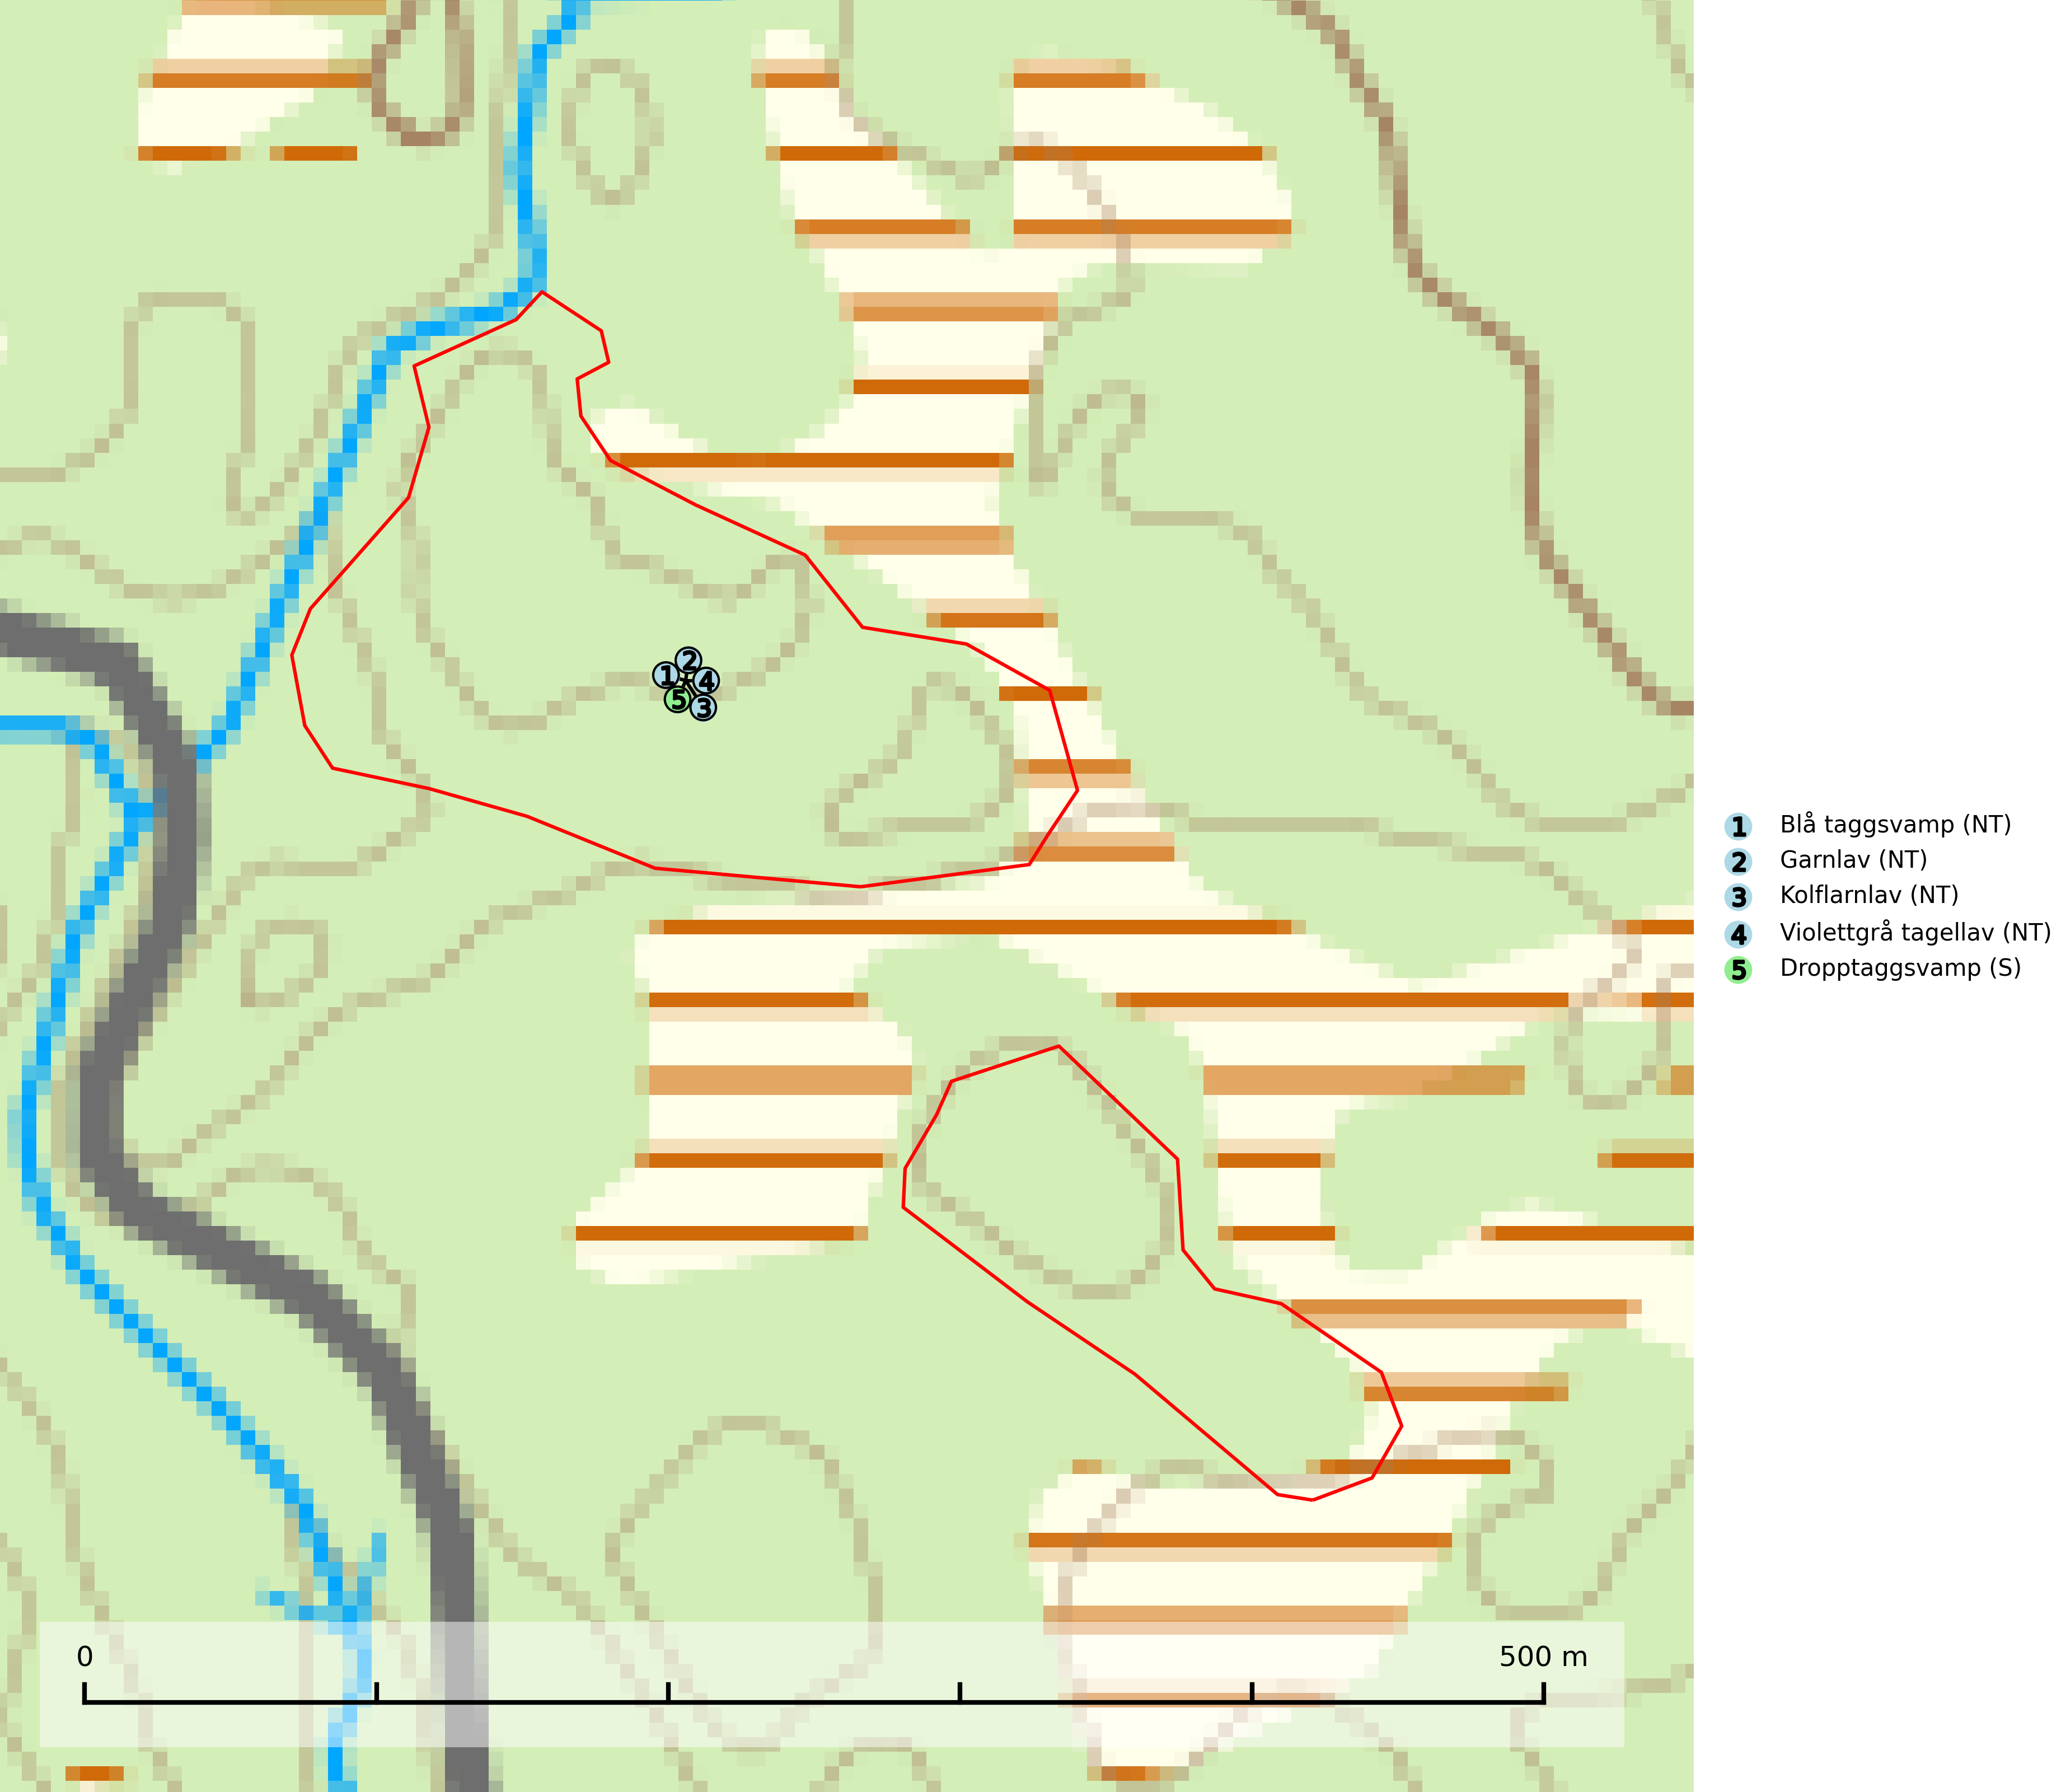 2
1
4
5
3
1 Blå taggsvamp (NT)
2 Garnlav (NT)
3 Kolflarnlav (NT)
4 Violettgrå tagellav (NT)
5 Dropptaggsvamp (S)
0 500 m